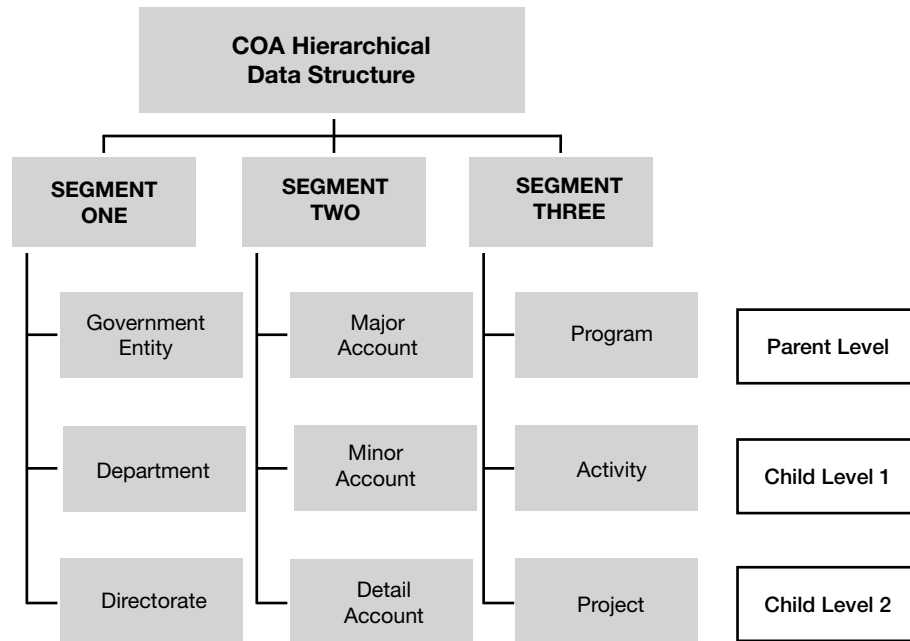 COA Hierarchical
Data Structure
SEGMENT
ONE
SEGMENT
TWO
SEGMENT
THREE
Government
Entity
Major
Account
Program
Parent Level
Department
Minor
Account
Activity
Child Level 1
Directorate
Detail
Account
Project
Child Level 2